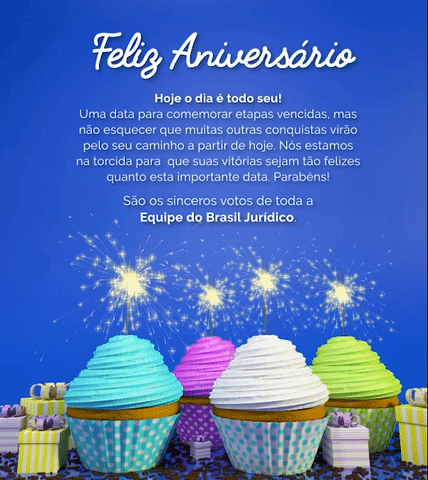 Feliz Aniversário
Hoje o dia é todo seu!
Uma data para comemorar etapas vencidas, mas
não esquecer que muitas outras conquistas virão
pelo seu caminho a partir de hoje. Nós estamos
na torcida para que suas vitórias sejam tão felizes
quanto esta importante data. Parabéns!
São os sinceros votos de toda a
Equipe do Brasil Jurídico.